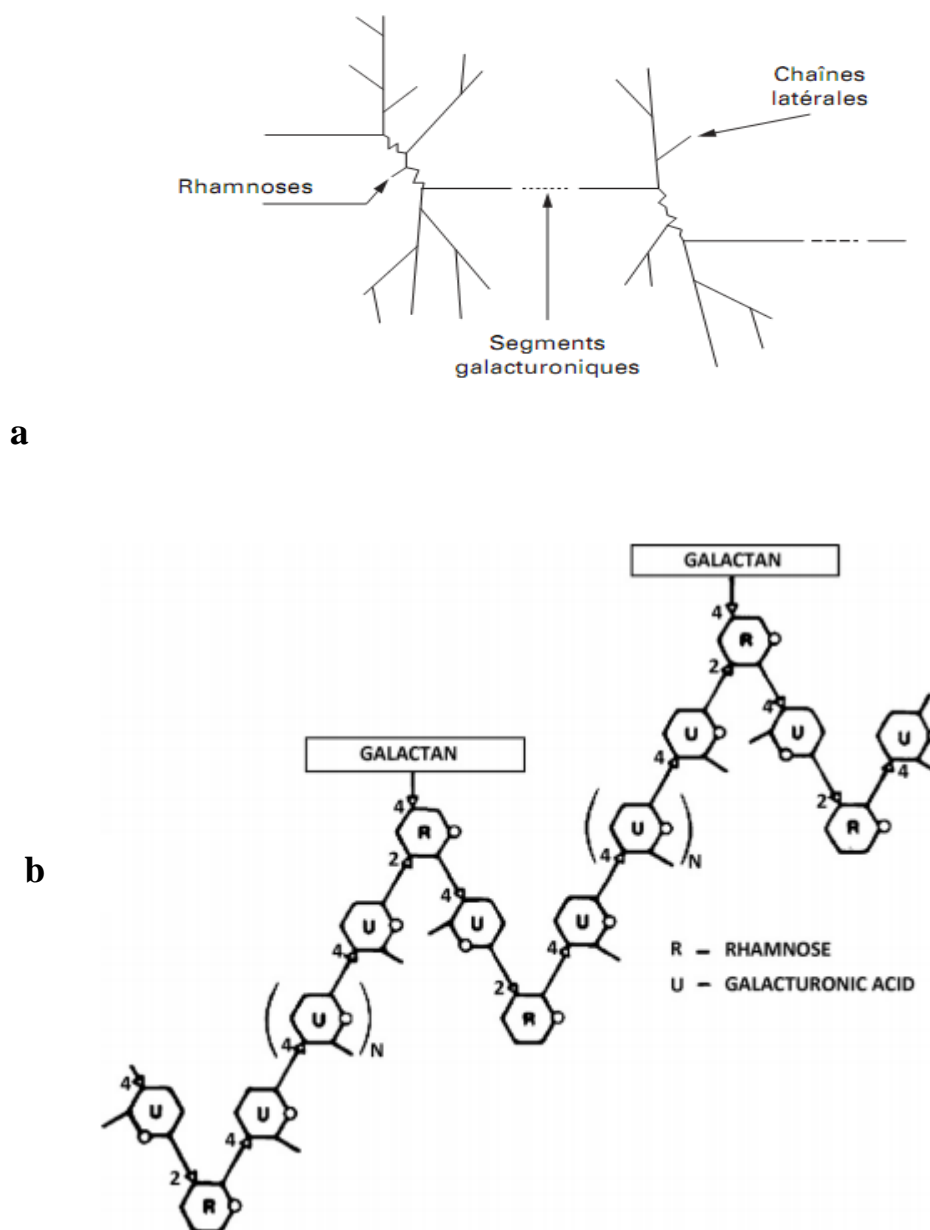 Chaînes
latérales
Rhamnoses
Segments
galacturoniques
a
GALACTAN
4
R
2
4
U
U
U
4
4
GALACTAN
2
R
4
R
U
N
4
2
4
U
U
U
4
4
R – RHAMNOSE
2
R
U – GALACTURONIC ACID
U
N
4
4
U
U
4
2
R
b